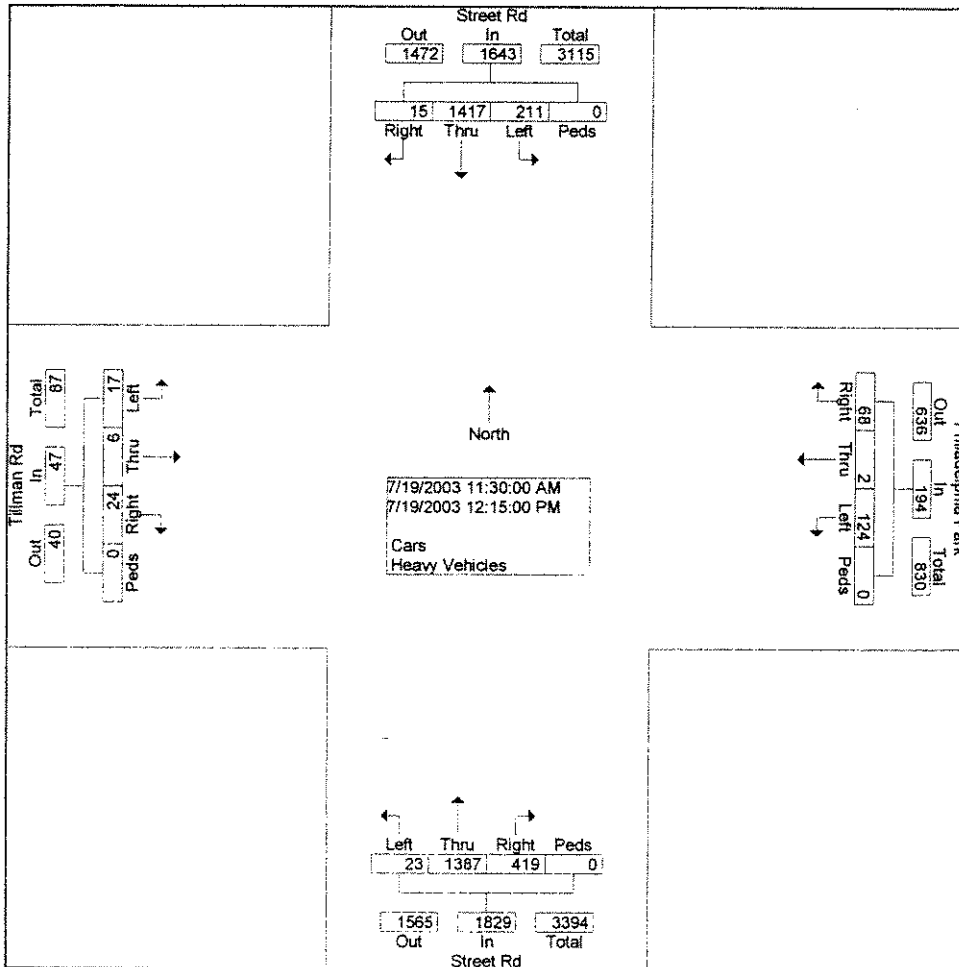 Street Rd
Out In Total
1472 1643 3115
15 1417 211 0
Right Thru Left Peds
Total In Out
87 47 40
17 6 24 0
Left Thru Right Peds
Tillman Rd
North
7/19/2003 11:30:00 AM
7/19/2003 12:15:00 PM
Cars
Heavy Vehicles
Right Thru Left Peds
68 2 124 0
Out In Total
636 194 830
Philadelphia Park
Left Thru Right Peds
23 1387 419 0
1565 1829 3394
Out In Total
Street Rd